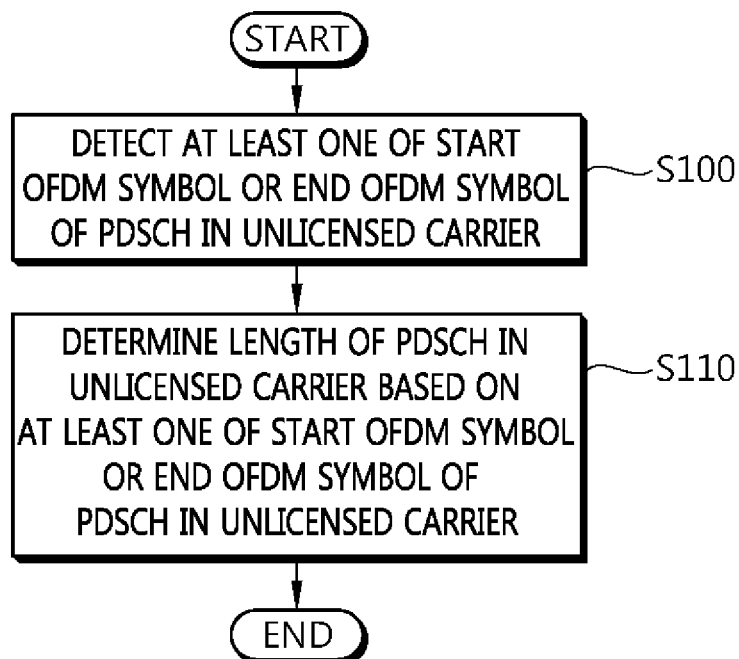 START
DETECT AT LEAST ONE OF START
OFDM SYMBOL OR END OFDM SYMBOL
OF PDSCH IN UNLICENSED CARRIER
S100
DETERMINE LENGTH OF PDSCH IN
UNLICENSED CARRIER BASED ON
AT LEAST ONE OF START OFDM SYMBOL
OR END OFDM SYMBOL OF
PDSCH IN UNLICENSED CARRIER
S110
END